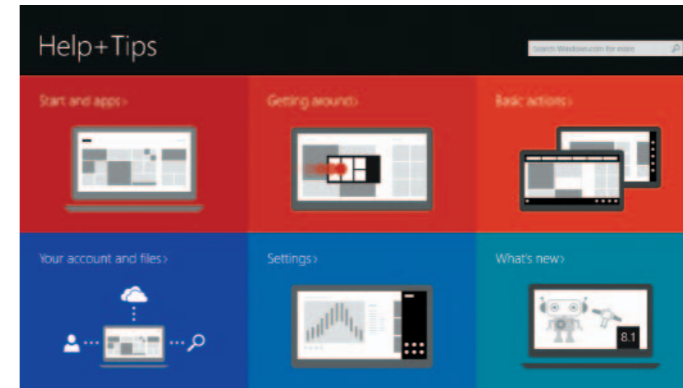 Help+Tips
Search Windows.com for more
Start and apps>
Getting around>
Basic actions>
Your account and files>
Settings>
What's new>
8.1